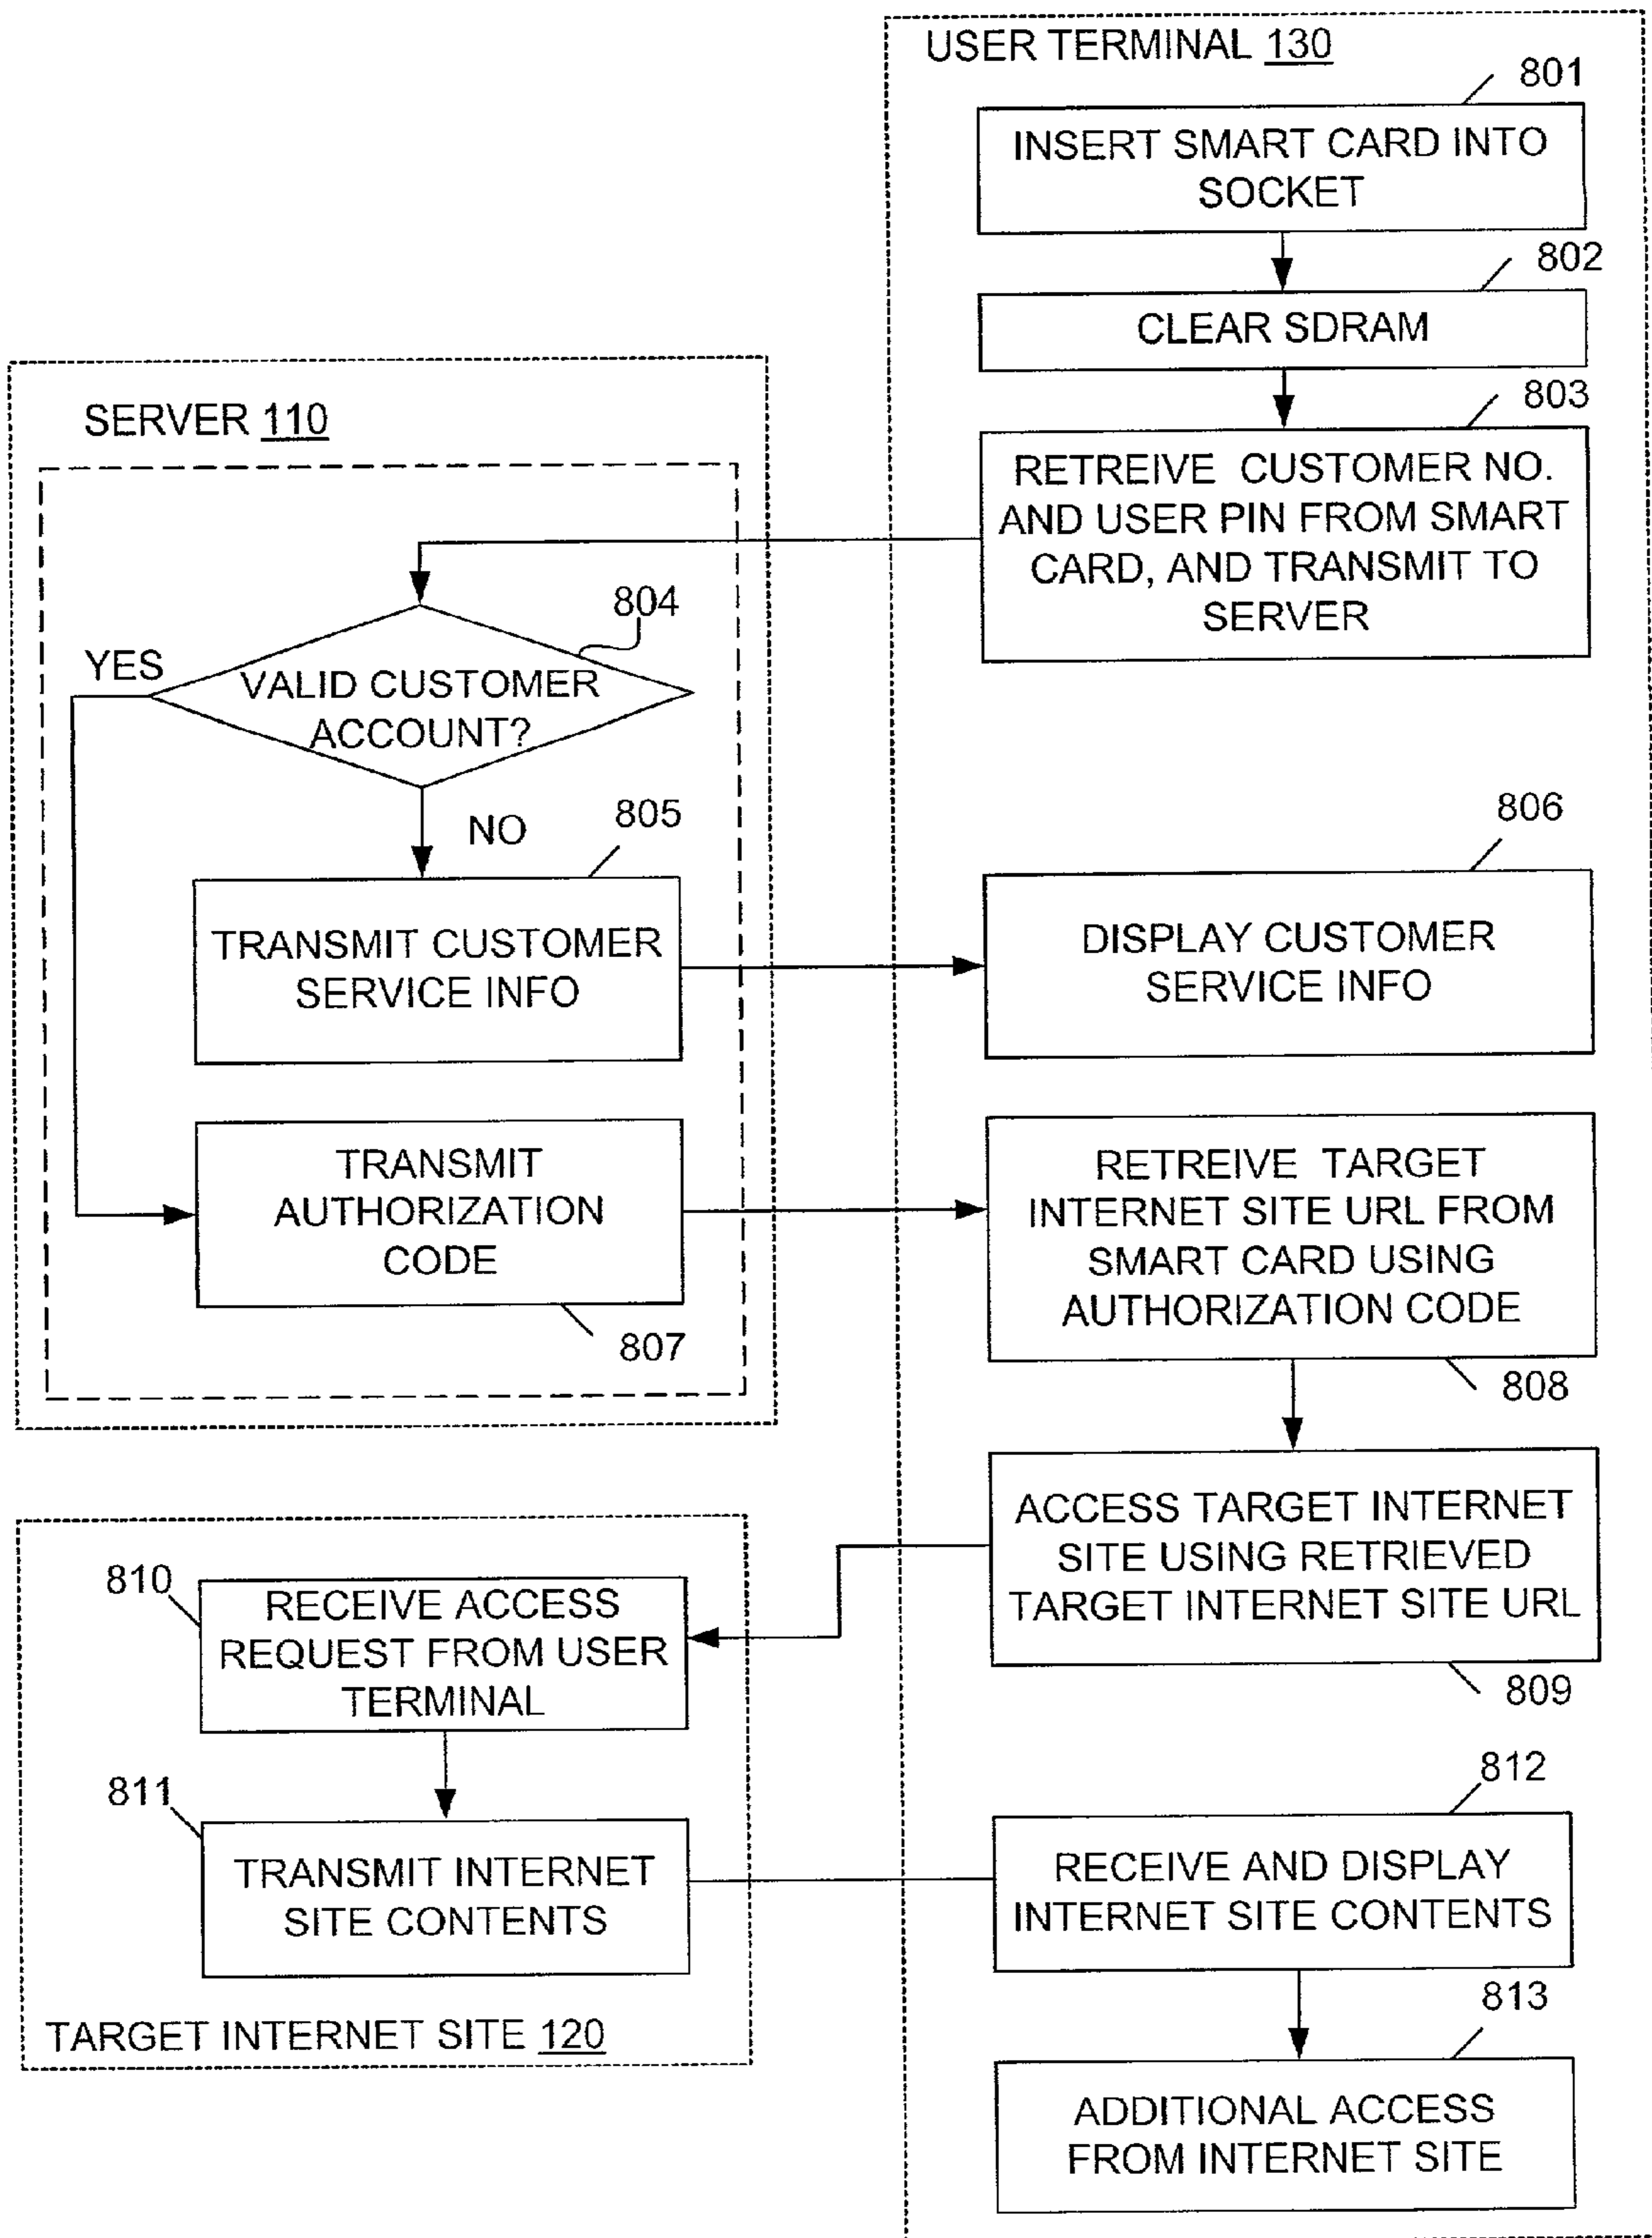 USER TERMINAL 130
801
INSERT SMART CARD INTO
SOCKET
802
CLEAR SDRAM
803
RETREIVE CUSTOMER NO.
AND USER PIN FROM SMART
CARD, AND TRANSMIT TO
SERVER
SERVER 110
804
YES
VALID CUSTOMER
ACCOUNT?
NO
805
TRANSMIT CUSTOMER
SERVICE INFO
806
DISPLAY CUSTOMER
SERVICE INFO
TRANSMIT
AUTHORIZATION
CODE
807
RETREIVE TARGET
INTERNET SITE URL FROM
SMART CARD USING
AUTHORIZATION CODE
808
ACCESS TARGET INTERNET
SITE USING RETRIEVED
TARGET INTERNET SITE URL
809
810
RECEIVE ACCESS
REQUEST FROM USER
TERMINAL
811
TRANSMIT INTERNET
SITE CONTENTS
TARGET INTERNET SITE 120
812
RECEIVE AND DISPLAY
INTERNET SITE CONTENTS
813
ADDITIONAL ACCESS
FROM INTERNET SITE